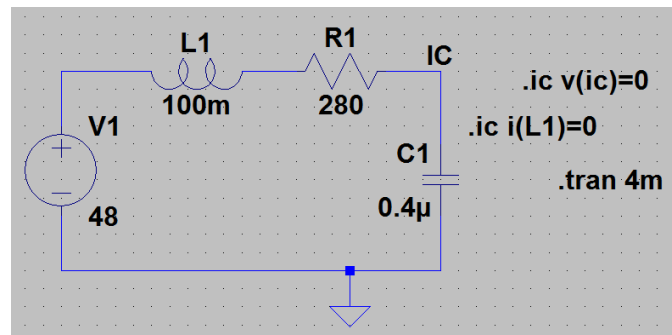 L1
100m
R1
280
IC
.ic v(ic)=0
.ic i(L1)=0
.tran 4m
V1
48
C1
0.4µ